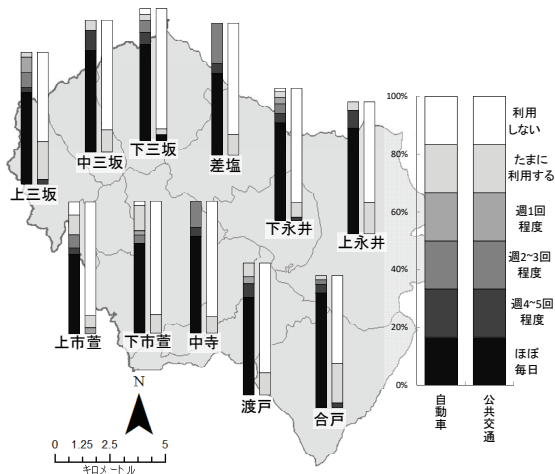 上三坂
中三坂
下三坂
差塩
下永井
上永井
上市萱
下市萱
中寺
渡戸
合戸
N
0 1.25 2.5 5
キロメートル
100%
80%
60%
40%
20%
0%
利用
しない
たまに
利用する
週1回
程度
週2~3回
程度
週4~5回
程度
ほぼ
毎日
自動車
公共交通